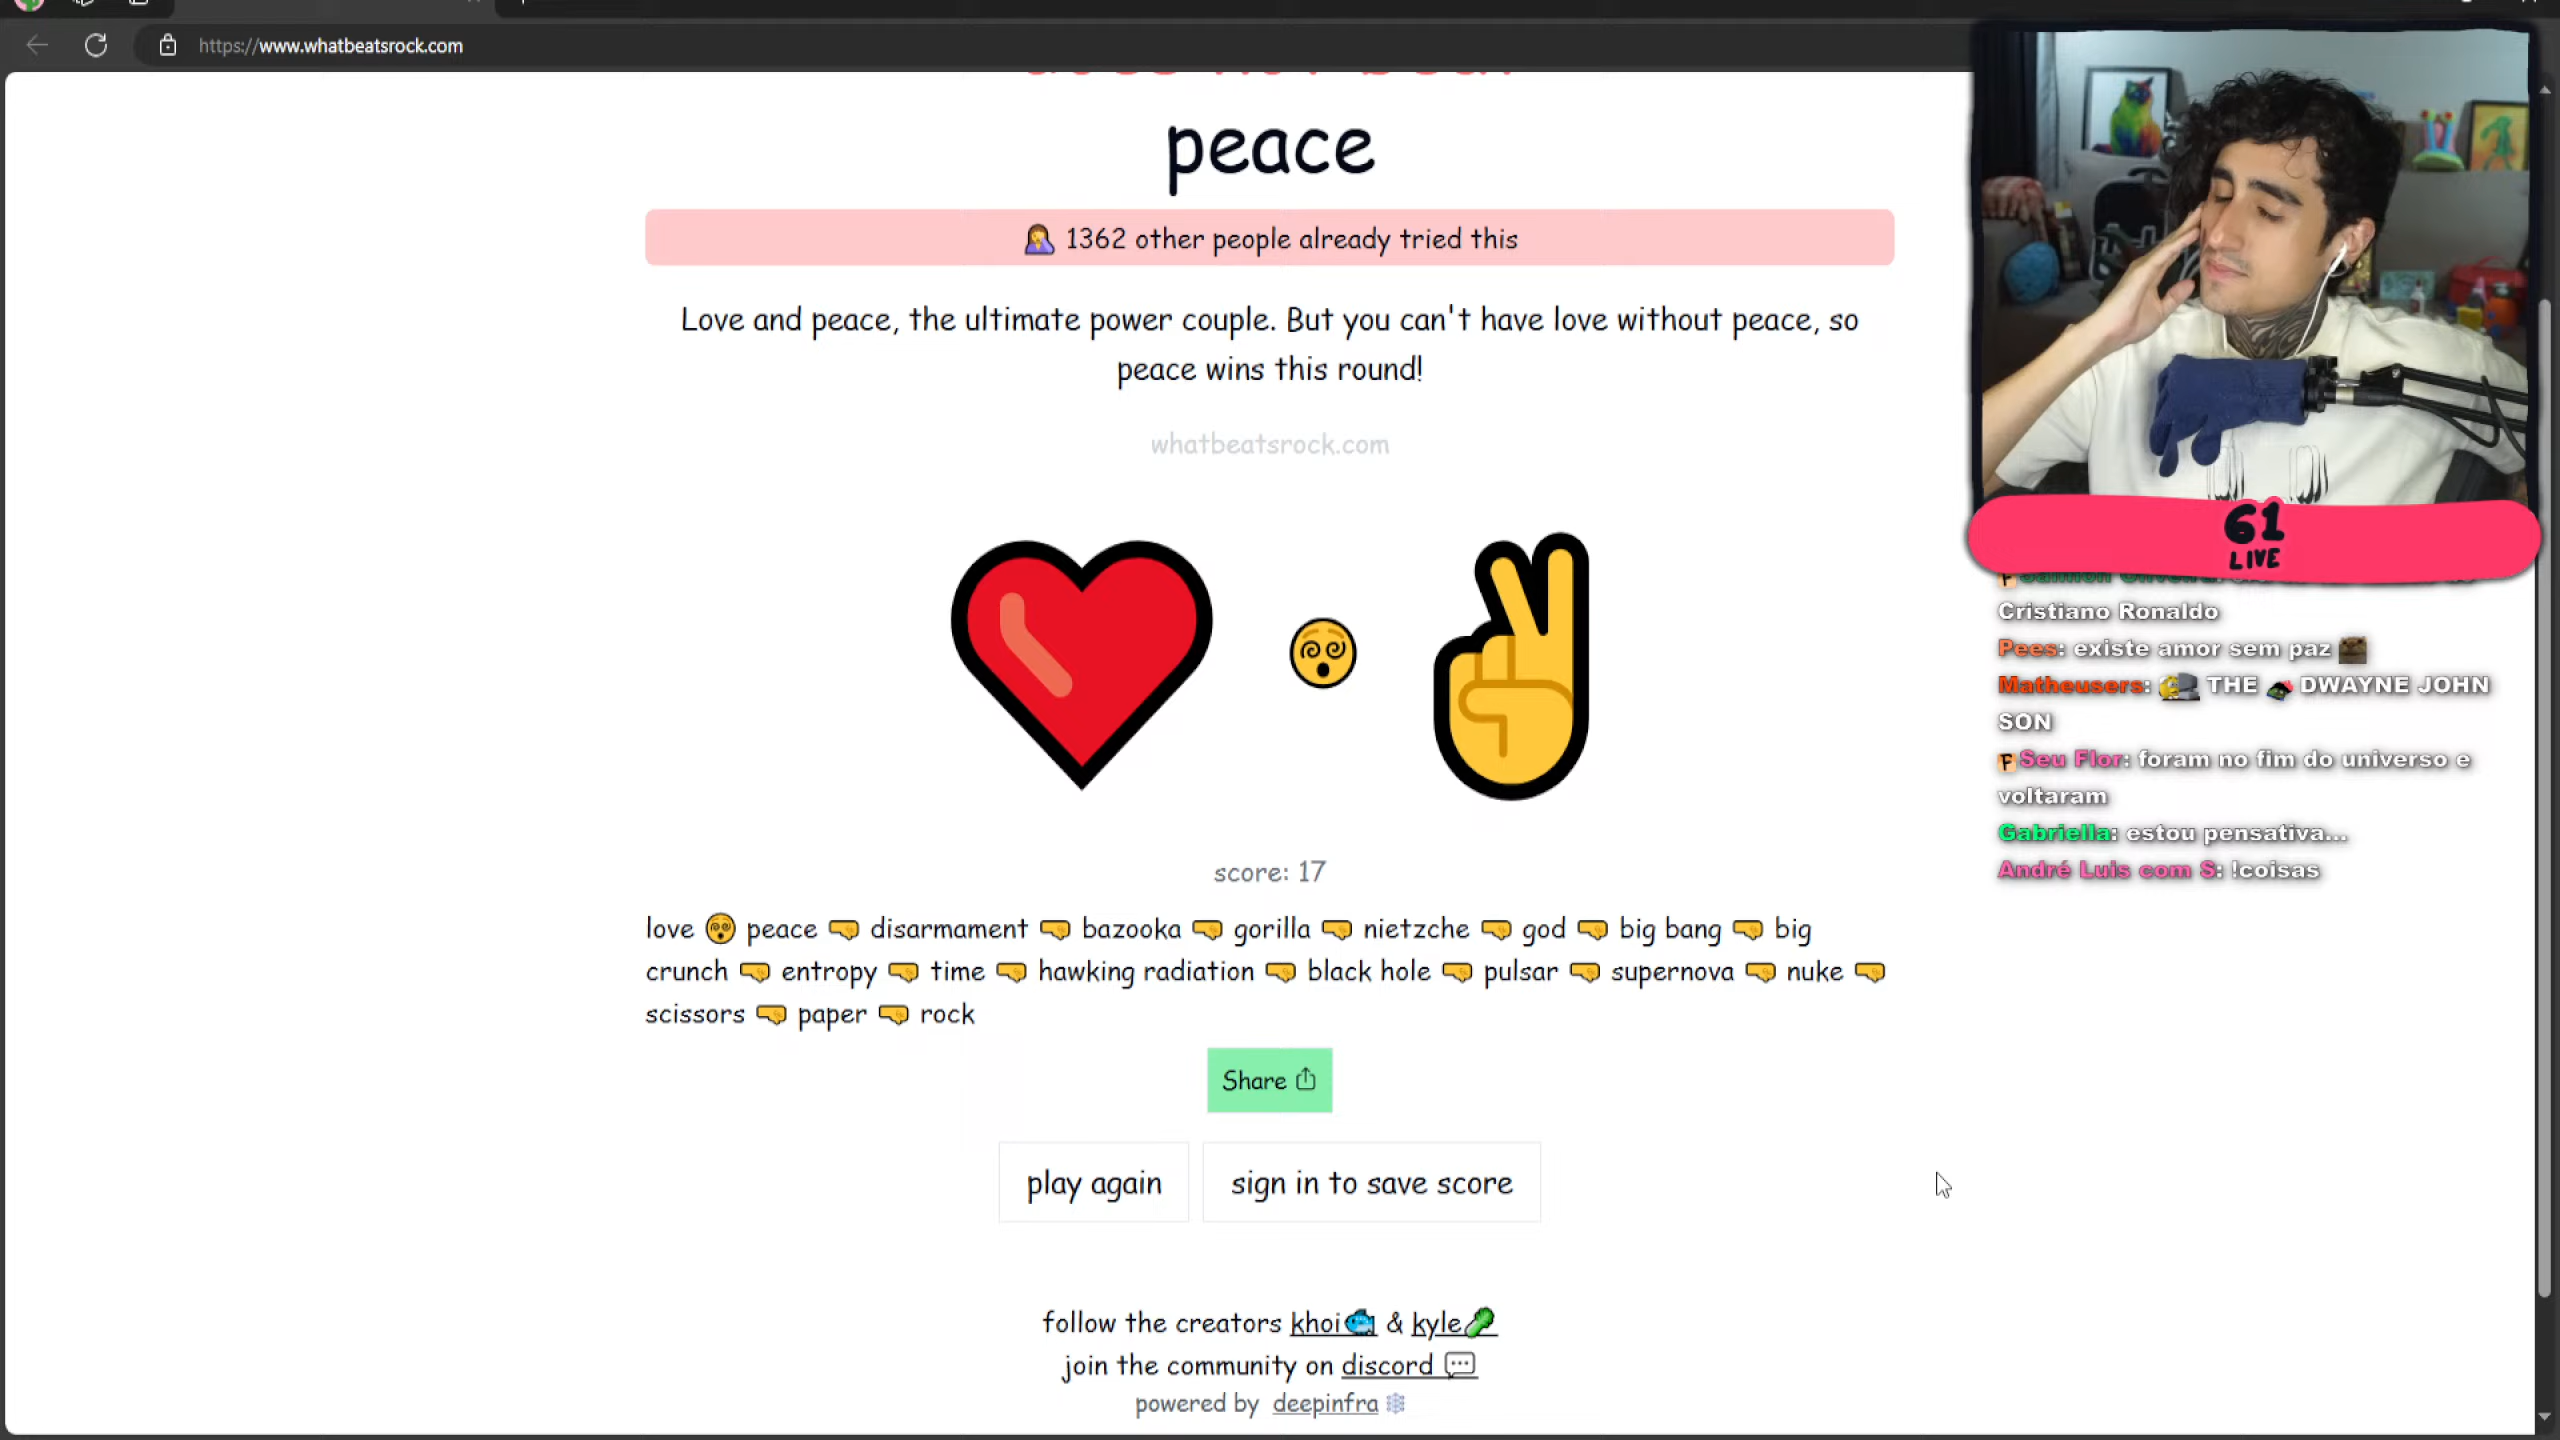 https://www.whatbeatsrock.com
does not beat
peace
1362 other people already tried this
Love and peace, the ultimate power couple. But you can't have love without peace, so
peace wins this round!
whatbeatsrock.com
score: 17
love peace disarmament bazooka gorilla nietzche god big bang big
crunch entropy time hawking radiation black hole pulsar supernova nuke
scissors paper rock
Share
play again
sign in to save score
follow the creators khoi & kyle
join the community on discord
powered by deepinfra
61
LIVE
Cristiano Ronaldo
Pees: existe amor sem paz
Matheusers: THE DWAYNE JOHN
SON
F Seu Flor: foram no fim do universo e
voltaram
Gabriella: estou pensativa...
André Luis com S: !coisas